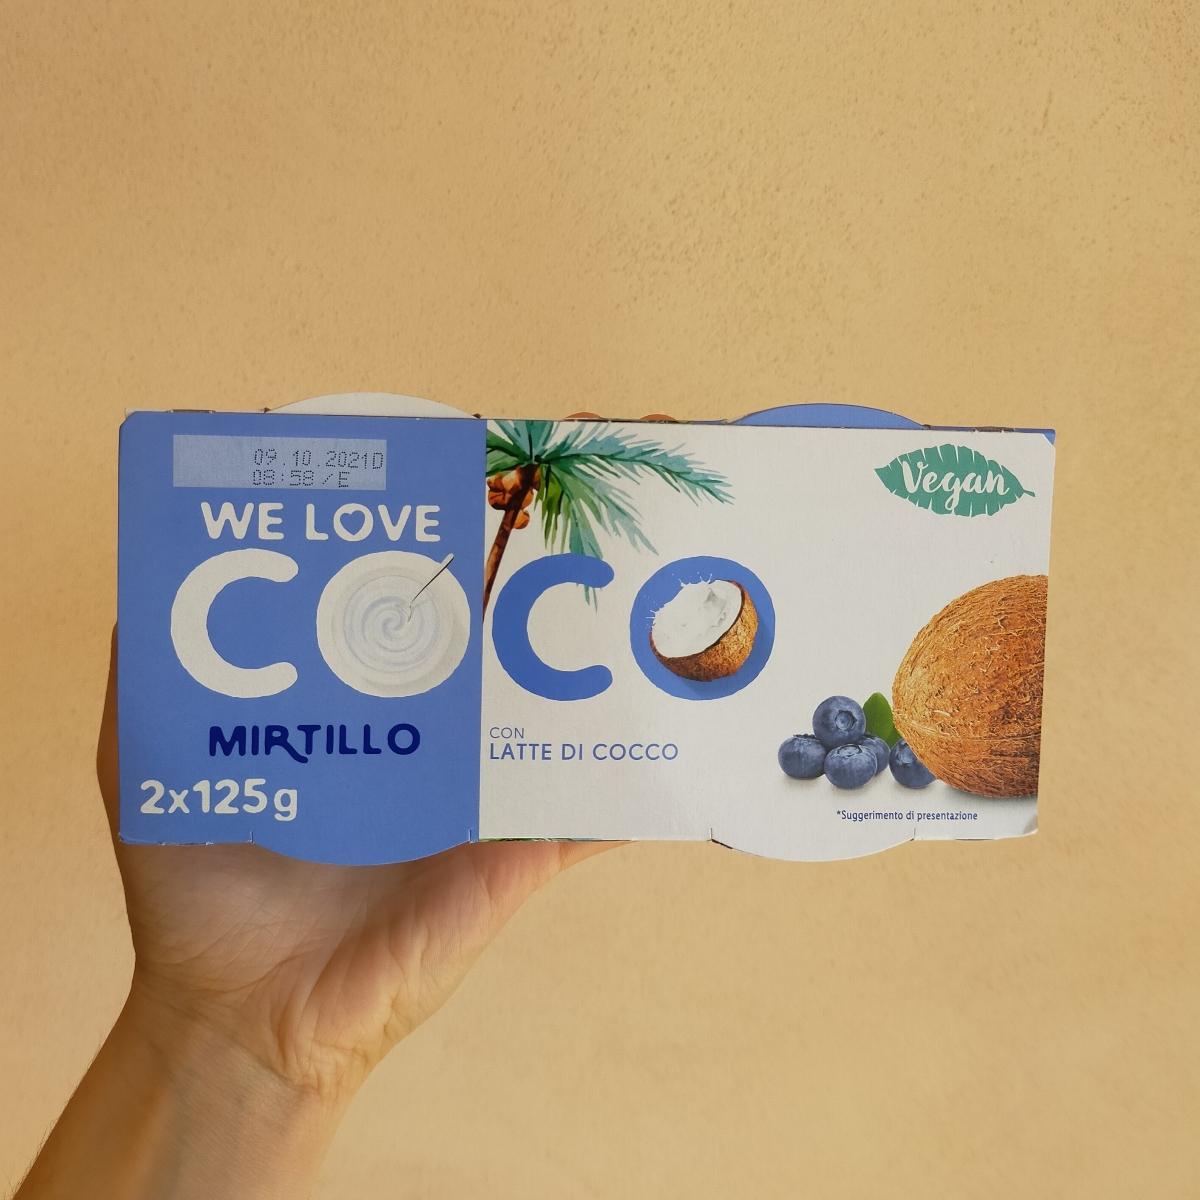 09.10.2021D
08:58/E
WE LOVE
COCO
MIRTILLO
2x125g
CON
LATTE DI COCCO
Vegan
*Suggerimento di presentazione